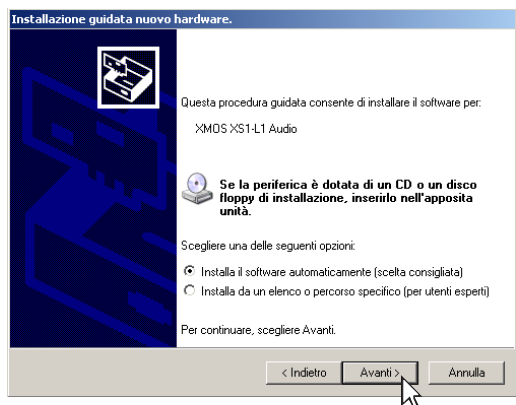 Installazione guidata nuovo hardware.
Questa procedura guidata consente di installare il software per:
XMOS XS1-L1 Audio
Se la periferica è dotata di un CD o un disco
floppy di installazione, inserirlo nell'apposita
unità.
Scegliere una delle seguenti opzioni:
Installa il software automaticamente (scelta consigliata)
Installa da un elenco o percorso specifico (per utenti esperti)
Per continuare, scegliere Avanti.
< Indietro Avanti > Annulla